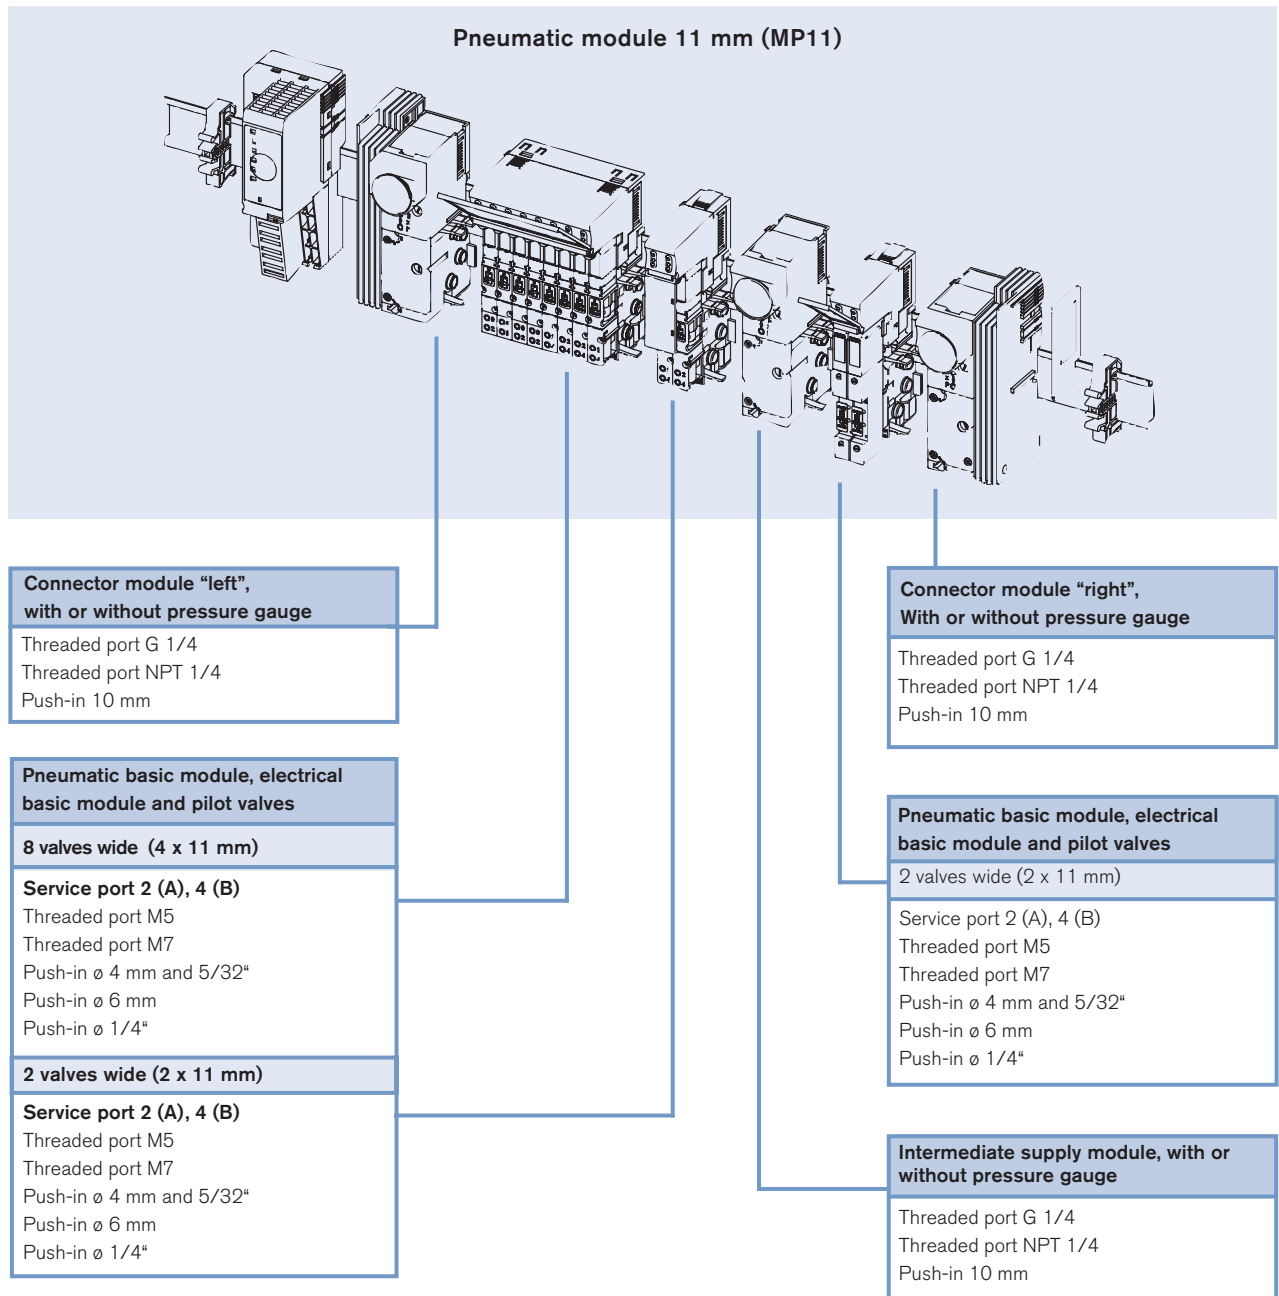 Pneumatic module 11 mm (MP11)
Connector module “left”,
with or without pressure gauge
Threaded port G 1/4
Threaded port NPT 1/4
Push-in 10 mm
Pneumatic basic module, electrical
basic module and pilot valves
8 valves wide (4 x 11 mm)
Service port 2 (A), 4 (B)
Threaded port M5
Threaded port M7
Push-in ø 4 mm and 5/32“
Push-in ø 6 mm
Push-in ø 1/4“
2 valves wide (2 x 11 mm)
Service port 2 (A), 4 (B)
Threaded port M5
Threaded port M7
Push-in ø 4 mm and 5/32“
Push-in ø 6 mm
Push-in ø 1/4“
Connector module “right”,
With or without pressure gauge
Threaded port G 1/4
Threaded port NPT 1/4
Push-in 10 mm
Pneumatic basic module, electrical
basic module and pilot valves
2 valves wide (2 x 11 mm)
Service port 2 (A), 4 (B)
Threaded port M5
Threaded port M7
Push-in ø 4 mm and 5/32“
Push-in ø 6 mm
Push-in ø 1/4“
Intermediate supply module, with or
without pressure gauge
Threaded port G 1/4
Threaded port NPT 1/4
Push-in 10 mm